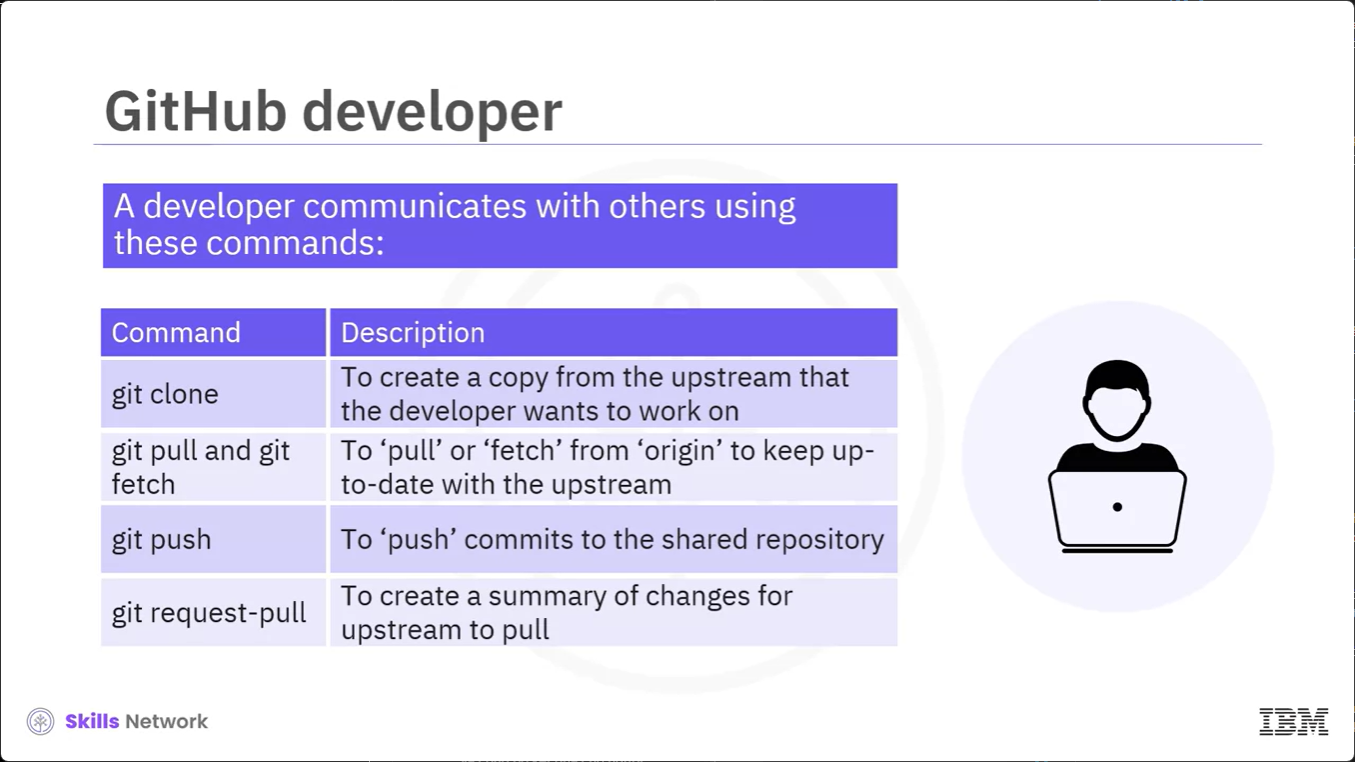 GitHub developer
A developer communicates with others using
these commands:
Command
Description
git clone
To create a copy from the upstream that
the developer wants to work on
git pull and git
fetch
To ‘pull’ or ‘fetch’ from ‘origin’ to keep up-
to-date with the upstream
git push
To ‘push’ commits to the shared repository
git request-pull
To create a summary of changes for
upstream to pull
Skills Network
IBM